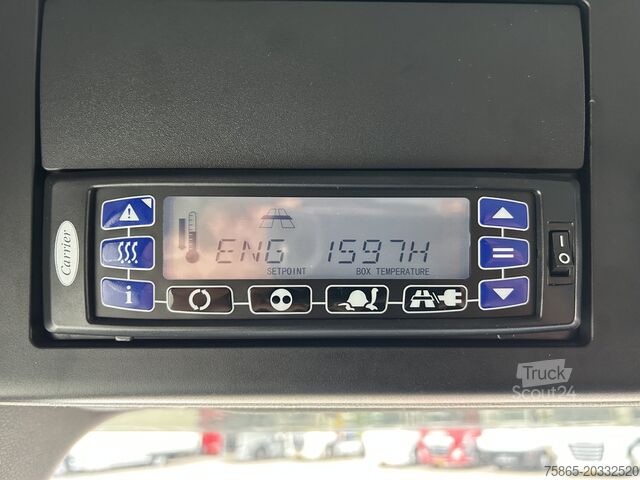 Carrier
ENG 1597H
SETPOINT BOX TEMPERATURE
i
I
O
Truck
Scout24
75865-20332520